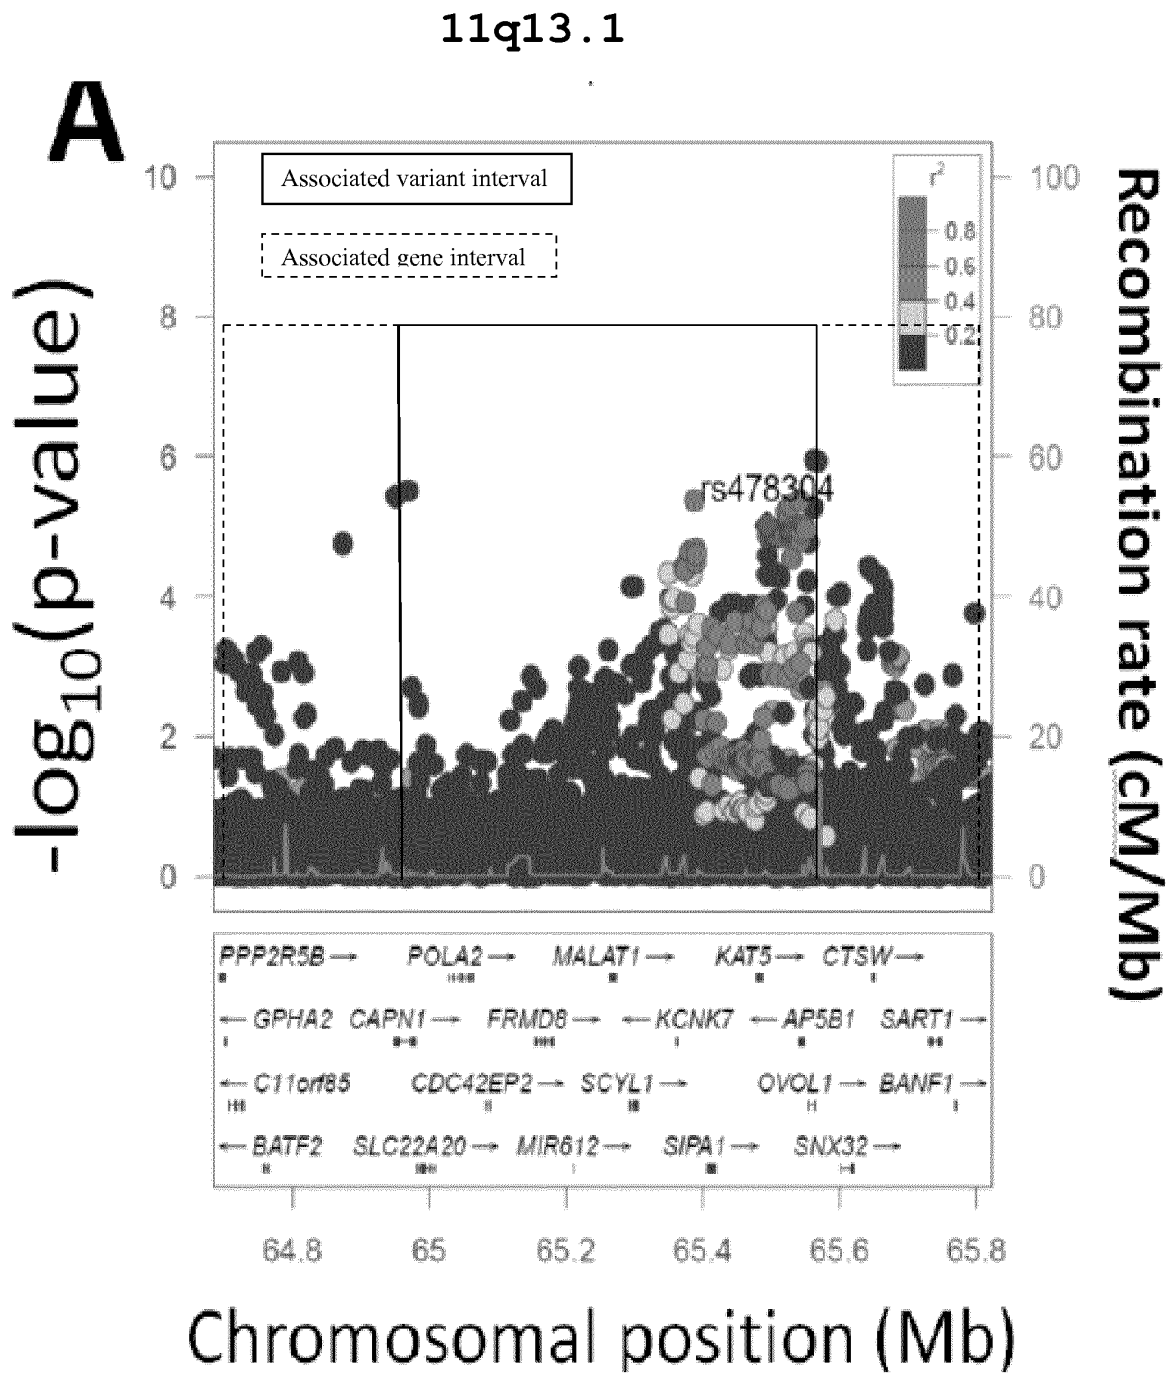 11q13.1
A
10
100
Associated variant interval
r2
0.8
Associated gene interval
0.6
0.4
8
80
0.2
6
60
rs478304
4
40
2
20
0
0
-log10(p-value)
Recombination rate (cM/Mb)
PPP2R5B → POLA2 → MALAT1 → KAT5 → CTSW →
← GPHA2 CAPN1 → FRMD8 → ← KCNK7 ← AP5B1 SART1 →
← C11orf85 CDC42EP2 → SCYL1 → OVOL1 → BANF1 →
← BATF2 SLC22A20 → MIR612 → SIPA1 → SNX32 →
64.8 65 65.2 65.4 65.6 65.8
Chromosomal position (Mb)